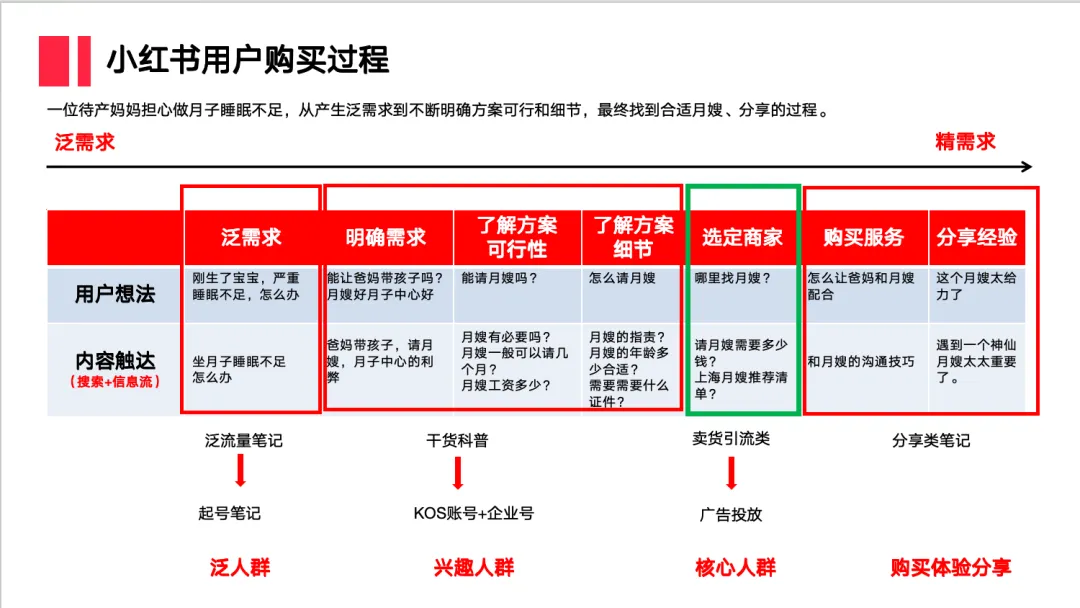 小红书用户购买过程
一位待产妈妈担心做月子睡眠不足，从产生泛需求到不断明确方案可行和细节，最终找到合适月嫂、分享的过程。
泛需求
精需求
泛需求
明确需求
了解方案
可行性
了解方案
细节
选定商家
购买服务
分享经验
用户想法
刚生了宝宝，严重
睡眠不足，怎么办
能让爸妈带孩子吗？
月嫂好月子中心好
能请月嫂吗？
怎么请月嫂
哪里找月嫂？
怎么让爸妈和月嫂
配合
这个月嫂太给
力了
内容触达
（搜索+信息流）
坐月子睡眠不足
怎么办
爸妈带孩子，请月
嫂，月子中心的利
弊
月嫂有必要吗？
月嫂一般可以请几
个月？
月嫂工资多少？
月嫂的指责？
月嫂的年龄多
少合适？
需要需要什么
证件？
请月嫂需要多少
钱？
上海月嫂推荐清
单？
和月嫂的沟通技巧
遇到一个神仙
月嫂太太重要
了。
泛流量笔记
干货科普
卖货引流类
分享类笔记
起号笔记
KOS账号+企业号
广告投放
泛人群
兴趣人群
核心人群
购买体验分享